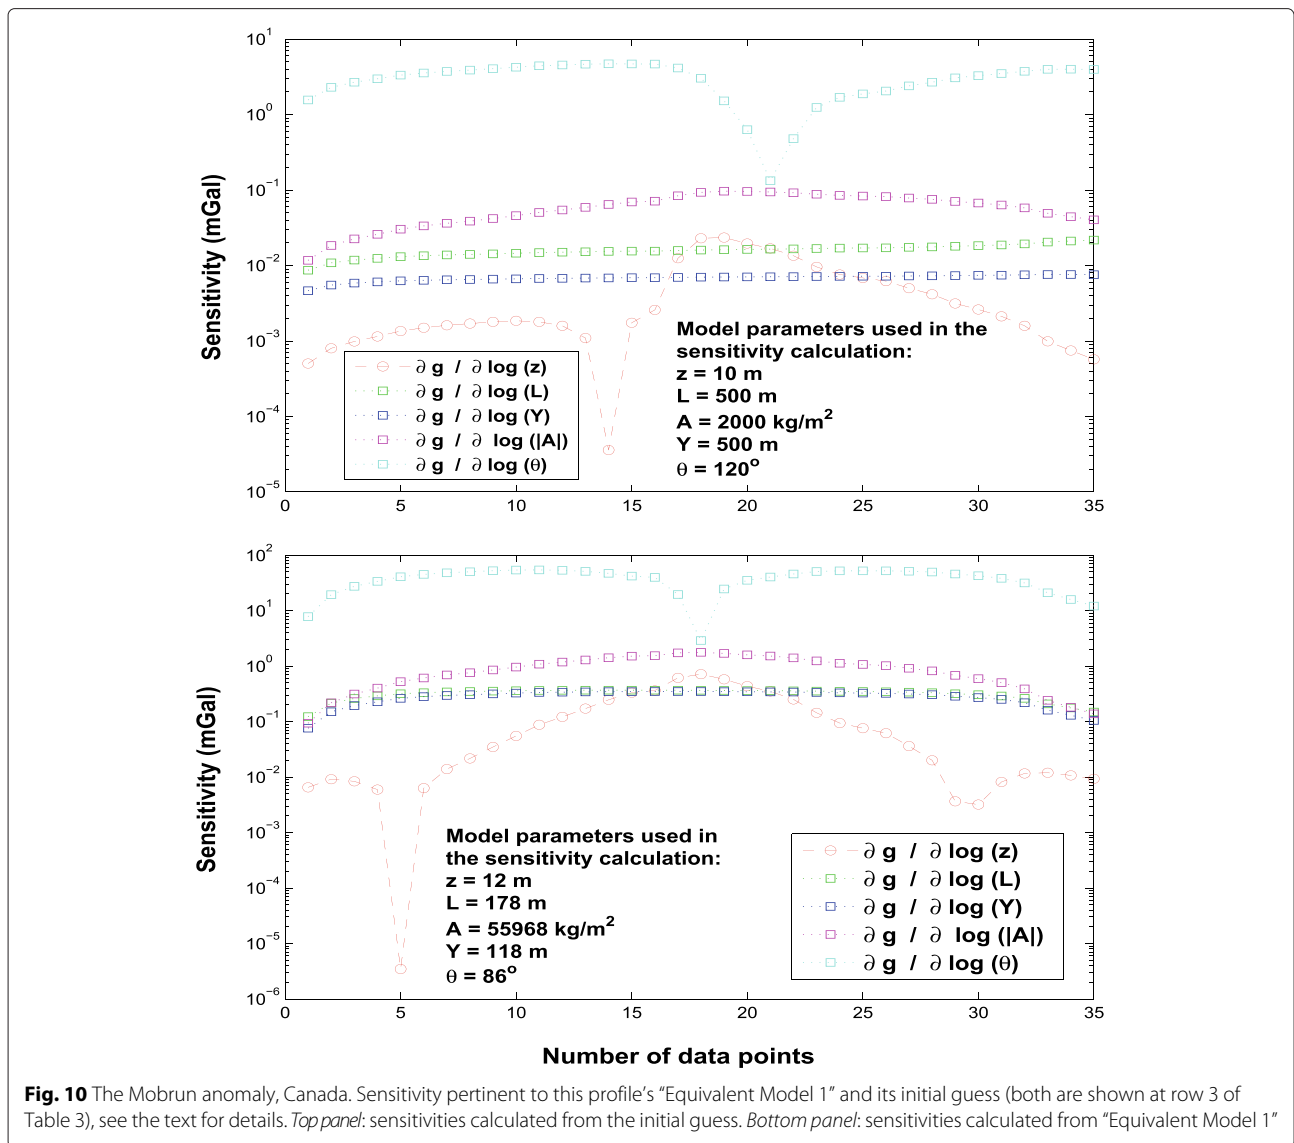 10^1
10^0
10^-1
10^-2
10^-3
10^-4
10^-5
Sensitivity (mGal)
∂ g / ∂ log (z)
∂ g / ∂ log (L)
∂ g / ∂ log (Y)
∂ g / ∂ log (|A|)
∂ g / ∂ log (θ)
Model parameters used in the
sensitivity calculation:
z = 10 m
L = 500 m
A = 2000 kg/m^2
Y = 500 m
θ = 120^o
0 5 10 15 20 25 30 35
10^2
10^1
10^0
10^-1
10^-2
10^-3
10^-4
10^-5
10^-6
Sensitivity (mGal)
Model parameters used in
the sensitivity calculation:
z = 12 m
L = 178 m
A = 55968 kg/m^2
Y = 118 m
θ = 86^o
∂ g / ∂ log (z)
∂ g / ∂ log (L)
∂ g / ∂ log (Y)
∂ g / ∂ log (|A|)
∂ g / ∂ log (θ)
0 5 10 15 20 25 30 35
Number of data points
Fig. 10 The Mobrun anomaly, Canada. Sensitivity pertinent to this profile's “Equivalent Model 1” and its initial guess (both are shown at row 3 of
Table 3), see the text for details. Top panel: sensitivities calculated from the initial guess. Bottom panel: sensitivities calculated from “Equivalent Model 1”